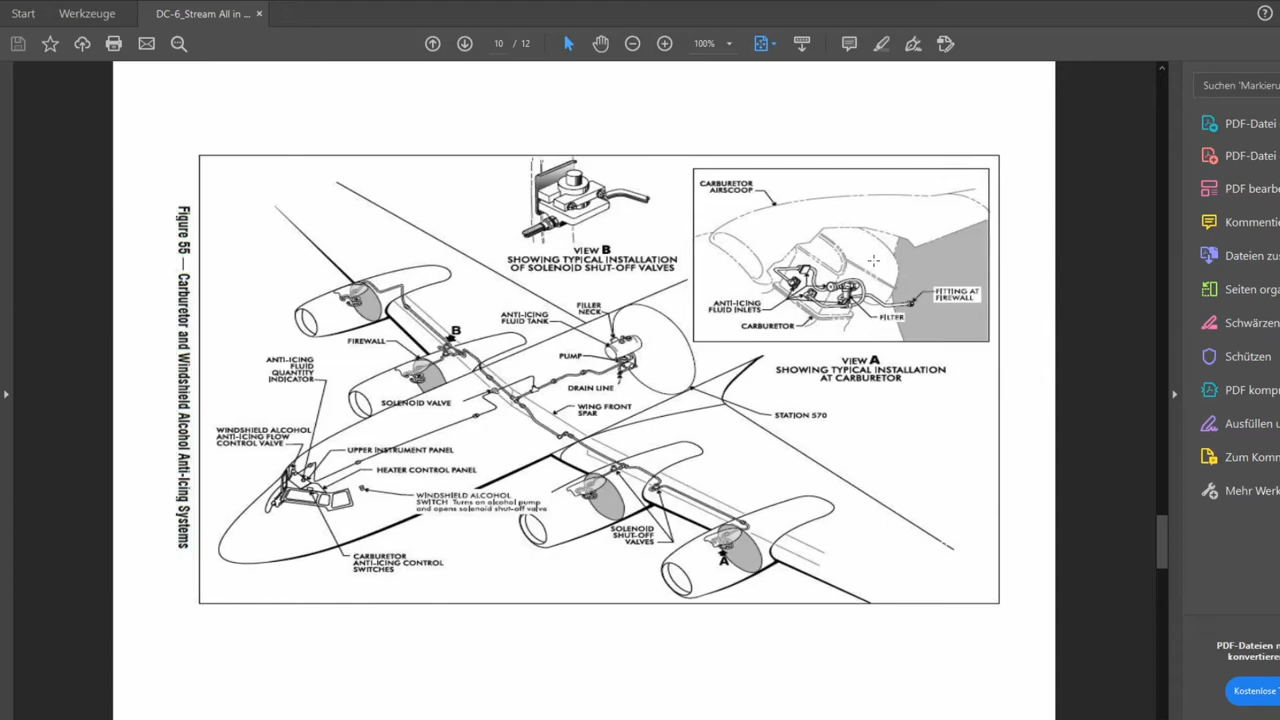 Start
Werkzeuge
DC-6_Stream All in ...
10 / 12
100%
Suchen "Markieru
PDF-Datei
PDF-Datei
PDF bearbe
Kommentie
Dateien zus
Seiten orga
Schwärzen
Schützen
PDF kompr
Ausfüllen u
Zum Komm
Mehr Werk
PDF-Dateien n
konvertieren
Kostenlose T
Figure 55 — Carburetor and Windshield Alcohol Anti-Icing Systems
VIEW B
SHOWING TYPICAL INSTALLATION
OF SOLENOID SHUT-OFF VALVES
CARBURETOR
AIRSCOOP
ANTI-ICING
FLUID INLETS
CARBURETOR
FILTER
FITTING AT
FIREWALL
VIEW A
SHOWING TYPICAL INSTALLATION
AT CARBURETOR
FILLER
NECK
ANTI-ICING
FLUID TANK
B
FIREWALL
PUMP
DRAIN LINE
ANTI-ICING
FLUID
QUANTITY
INDICATOR
SOLENOID VALVE
WING FRONT
SPAR
STATION 570
WINDSHIELD ALCOHOL
ANTI-ICING FLOW
CONTROL VALVE
UPPER INSTRUMENT PANEL
HEATER CONTROL PANEL
WINDSHIELD ALCOHOL
SWITCH Turns on alcohol pump
and opens solenoid shut-off valve
SOLENOID
SHUT-OFF
VALVES
CARBURETOR
ANTI-ICING CONTROL
SWITCHES
A